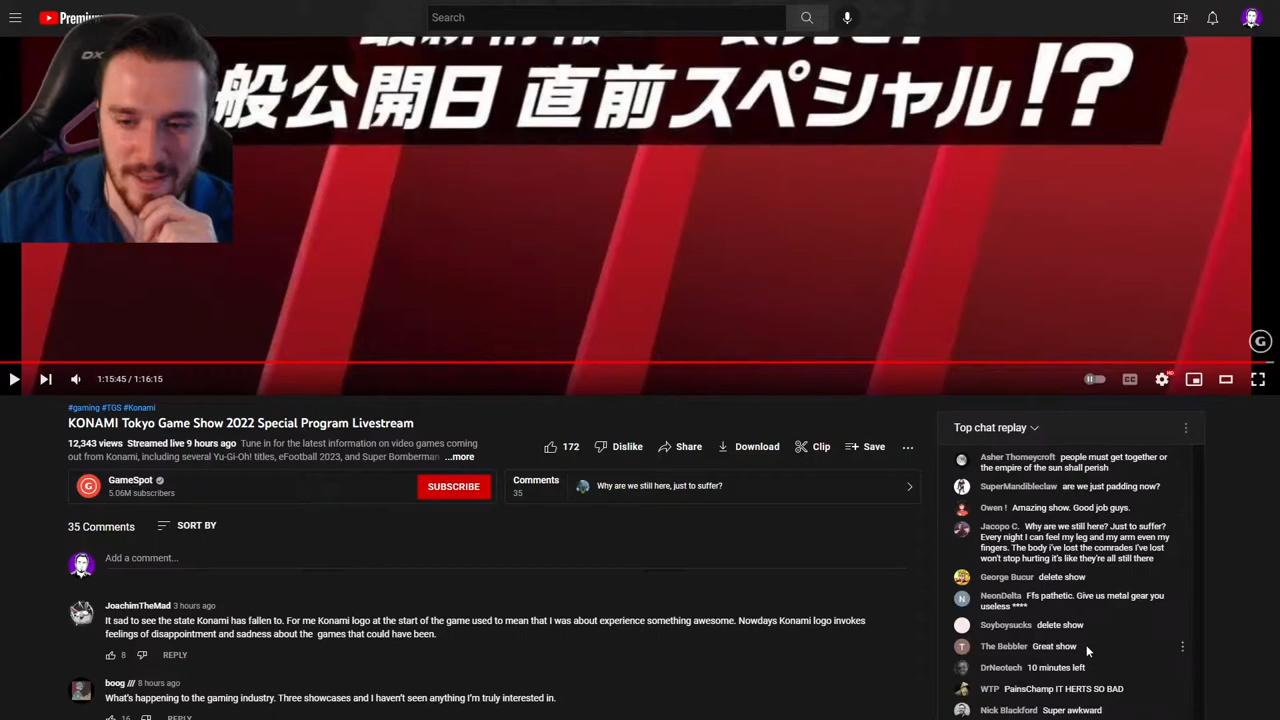 Premium
Search
DX
般公開日 直前スペシャル!?
1:15:45 / 1:16:15
CC
HD
G
#gaming #TGS #Konami
KONAMI Tokyo Game Show 2022 Special Program Livestream
12,343 views Streamed live 9 hours ago Tune in for the latest information on video games coming
out from Konami, including several Yu-Gi-Oh! titles, eFootball 2023, and Super Bomberman ...more
172
Dislike
Share
Download
Clip
Save
GameSpot
5.06M subscribers
SUBSCRIBE
Comments
35
Why are we still here, just to suffer?
35 Comments
SORT BY
Add a comment...
JoachimTheMad 3 hours ago
It sad to see the state Konami has fallen to. For me Konami logo at the start of the game used to mean that I was about experience something awesome. Nowdays Konami logo invokes
feelings of disappointment and sadness about the games that could have been.
8
REPLY
boog /// 8 hours ago
What's happening to the gaming industry. Three showcases and I haven't seen anything I'm truly interested in.
16
REPLY
Top chat replay
Asher Thorneycroft people must get together or
the empire of the sun shall perish
SuperMandibleclaw are we just padding now?
Owen ! Amazing show. Good job guys.
Jacopo C. Why are we still here? Just to suffer?
Every night I can feel my leg and my arm even my
fingers. The body i've lost the comrades I've lost
won't stop hurting it's like they're all still there
George Bucur delete show
N
NeonDelta Ffs pathetic. Give us metal gear you
useless ****
Soyboysucks delete show
T
The Bebbler Great show
DrNeotech 10 minutes left
WTP PainsChamp IT HERTS SO BAD
Nick Blackford Super awkward